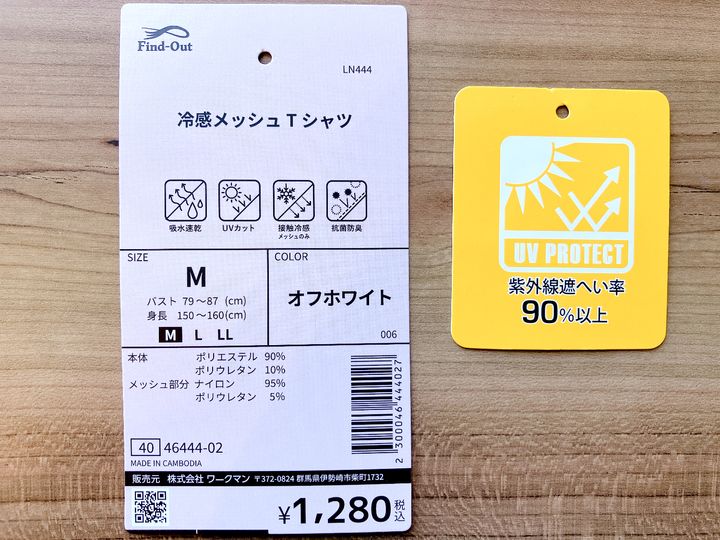 Find-Out
LN444
冷感メッシュTシャツ
吸水速乾 UVカット 接触冷感 抗菌防臭
メッシュのみ
SIZE
M
バスト 79～87 (cm)
身長 150～160(cm)
M L LL
COLOR
オフホワイト
006
本体 ポリエステル 90%
ポリウレタン 10%
メッシュ部分 ナイロン 95%
ポリウレタン 5%
40 46444-02
MADE IN CAMBODIA
2 300046 444027
販売元 株式会社 ワークマン 〒372-0824 群馬県伊勢崎市柴町1732
¥1,280税込
UV PROTECT
紫外線遮へい率
90%以上